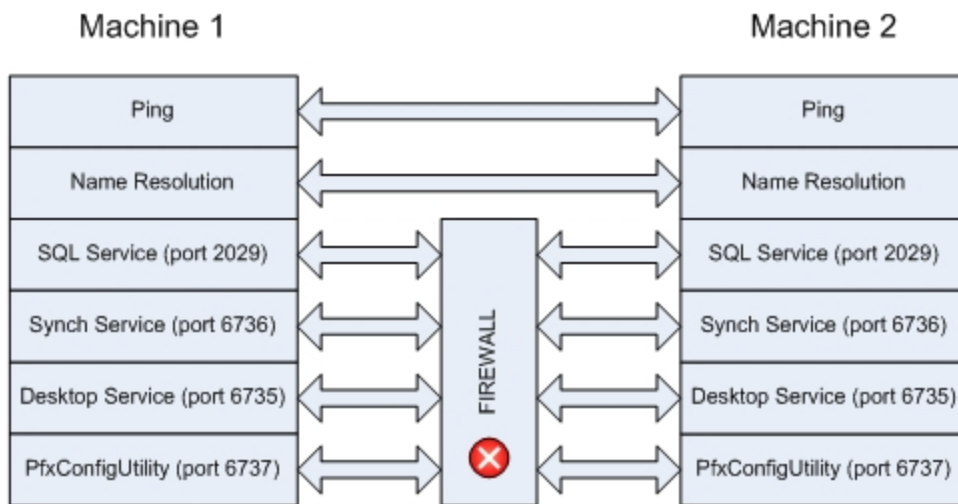 Machine 1
Machine 2
Ping
Ping
Name Resolution
Name Resolution
SQL Service (port 2029)
SQL Service (port 2029)
Synch Service (port 6736)
Synch Service (port 6736)
FIREWALL
Desktop Service (port 6735)
Desktop Service (port 6735)
PfxConfigUtility (port 6737)
PfxConfigUtility (port 6737)